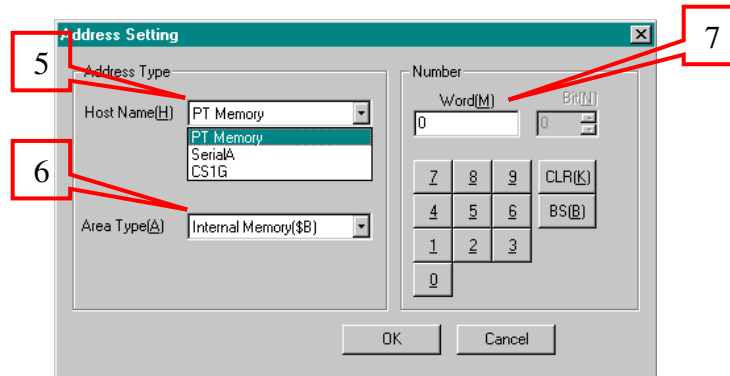 Address Setting
7
5
Address Type
Number
Host Name(H)
PT Memory
PT Memory
SerialA
CS1G
Word(M)
Bit(N)
0
0
6
Area Type(A)
Internal Memory($B)
7 8 9 CLR(K)
4 5 6 BS(B)
1 2 3
0
OK Cancel